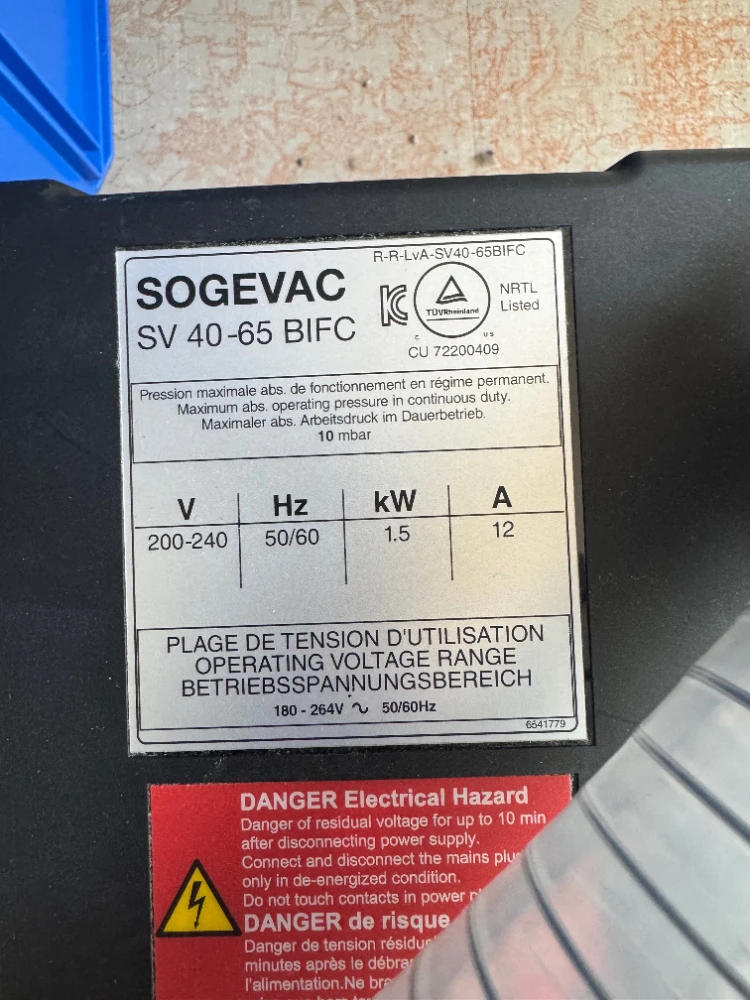 R-R-LvA-SV40-65BIFC
SOGEVAC
SV 40-65 BIFC
TÜVRheinland
NRTL
Listed
c us
CU 72200409
Pression maximale abs. de fonctionnement en régime permanent.
Maximum abs. operating pressure in continuous duty.
Maximaler abs. Arbeitsdruck im Dauerbetrieb.
10 mbar
V Hz kW A
200-240 50/60 1.5 12
PLAGE DE TENSION D'UTILISATION
OPERATING VOLTAGE RANGE
BETRIEBSSPANNUNGSBEREICH
180 - 264V ∿ 50/60Hz
6541779
DANGER Electrical Hazard
Danger of residual voltage for up to 10 min
after disconnecting power supply.
Connect and disconnect the mains
only in de-energized condition.
Do not touch contacts in power
DANGER de risque
Danger de tension
minutes après le
l'alimentation.Ne